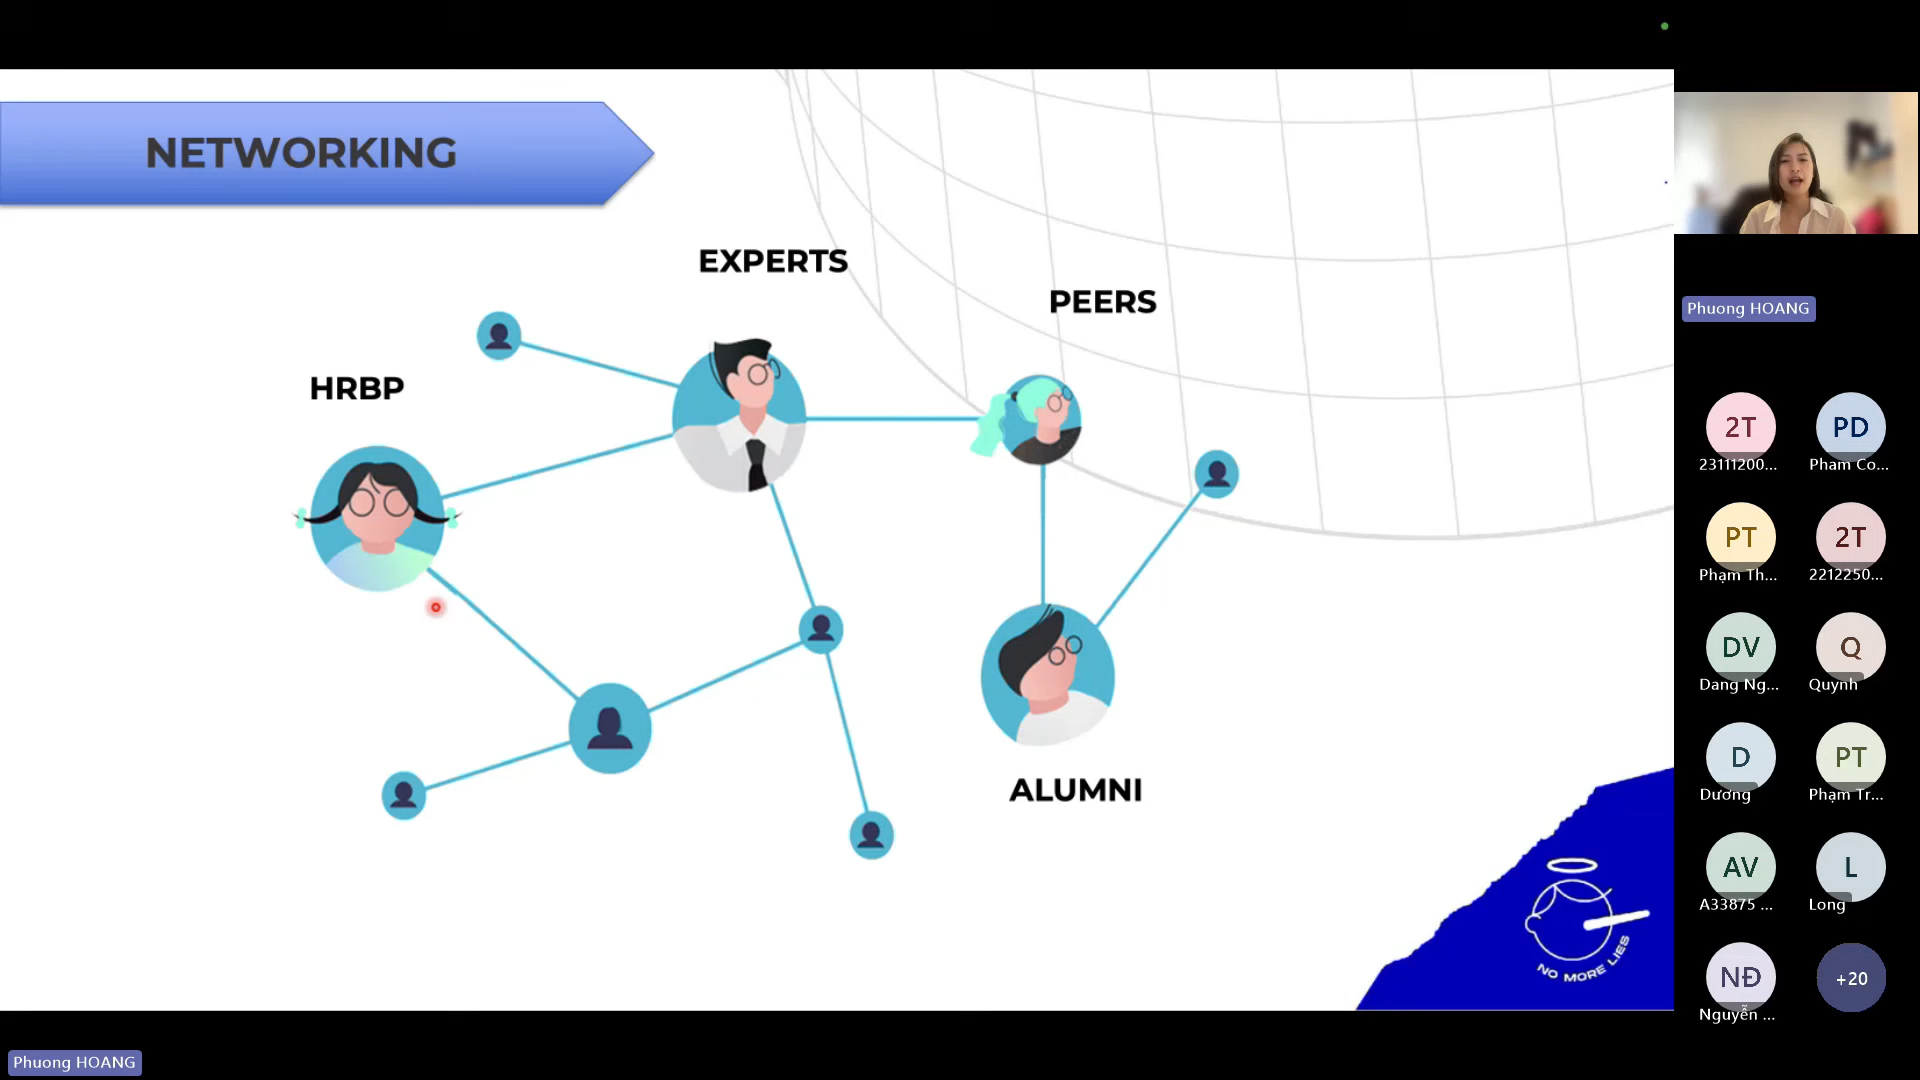 NETWORKING
EXPERTS
PEERS
HRBP
ALUMNI
NO MORE LIES
Phuong HOANG
Phuong HOANG
2T
23111200...
PD
Pham Co...
PT
Phạm Th...
2T
2212250...
DV
Dang Ng...
Q
Quynh
D
Dương
PT
Phạm Tr...
AV
A33875 ...
L
Long
NĐ
Nguyễn ...
+20